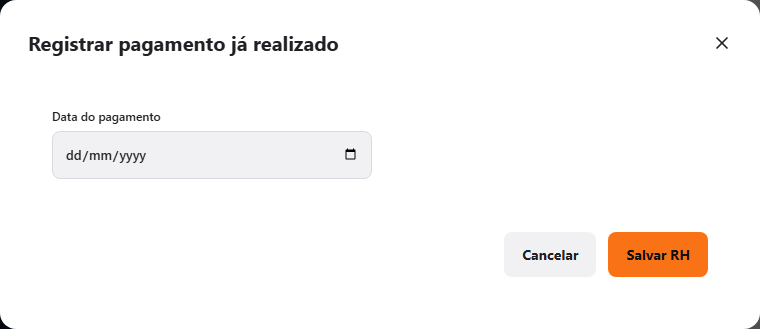 Registrar pagamento já realizado
Data do pagamento
dd/mm/yyyy
Cancelar
Salvar RH